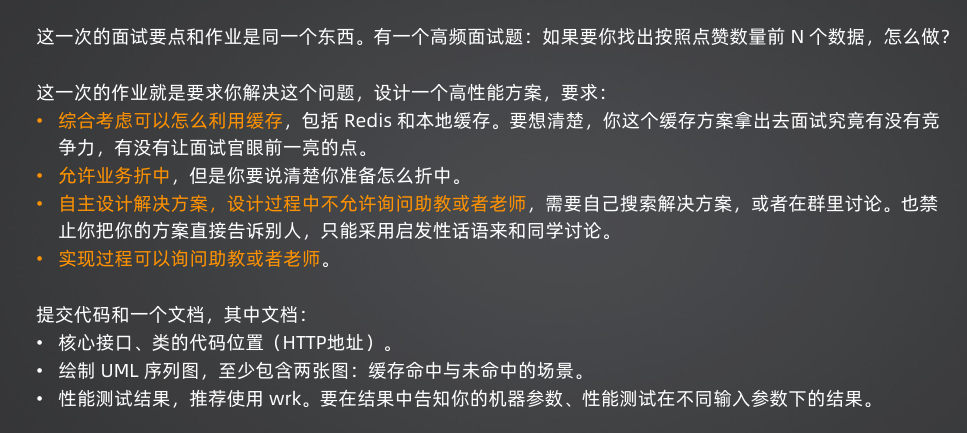 这一次的面试要点和作业是同一个东西。有一个高频面试题：如果要你找出按照点赞数量前 N 个数据，怎么做？
这一次的作业就是要求你解决这个问题，设计一个高性能方案，要求：
• 综合考虑可以怎么利用缓存，包括 Redis 和本地缓存。要想清楚，你这个缓存方案拿出去面试究竟有没有竞
争力，有没有让面试官眼前一亮的点。
• 允许业务折中，但是你要说清楚你准备怎么折中。
• 自主设计解决方案，设计过程中不允许询问助教或者老师，需要自己搜索解决方案，或者在群里讨论。也禁
止你把你的方案直接告诉别人，只能采用启发性话语来和同学讨论。
• 实现过程可以询问助教或者老师。
提交代码和一个文档，其中文档：
• 核心接口、类的代码位置（HTTP地址）。
• 绘制 UML 序列图，至少包含两张图：缓存命中与未命中的场景。
• 性能测试结果，推荐使用 wrk。要在结果中告知你的机器参数、性能测试在不同输入参数下的结果。